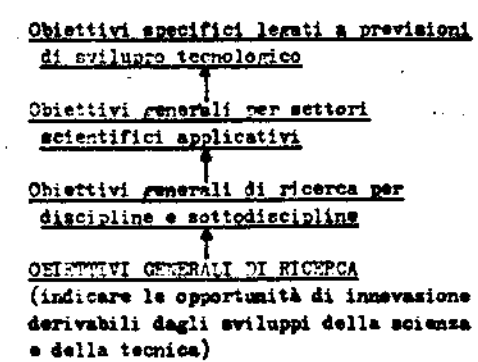 Obiettivi specifici legati a previsioni
di sviluppo tecnologico
Obiettivi generali per settori
scientifici applicativi
Obiettivi generali di ricerca per
discipline e sottodiscipline
OBIETTIVI GENERALI DI RICERCA
(indicare le opportunità di innovazione
derivabili dagli sviluppi della scienza
e della tecnica)